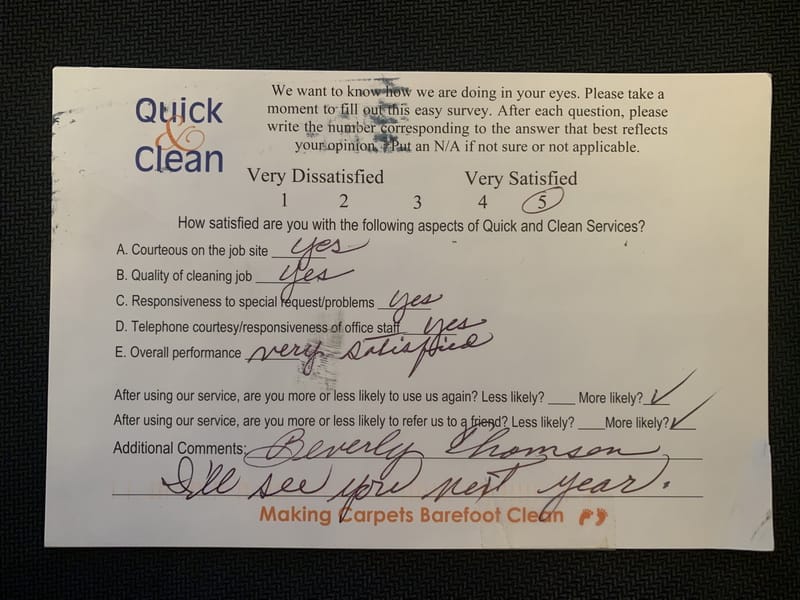 Quick
&
Clean
We want to know how we are doing in your eyes. Please take a
moment to fill out this easy survey. After each question, please
write the number corresponding to the answer that best reflects
your opinion. Put an N/A if not sure or not applicable.
Very Dissatisfied Very Satisfied
1 2 3 4 5
How satisfied are you with the following aspects of Quick and Clean Services?
A. Courteous on the job site yes
B. Quality of cleaning job yes
C. Responsiveness to special request/problems yes
D. Telephone courtesy/responsiveness of office staff yes
E. Overall performance very satisfied
After using our service, are you more or less likely to use us again? Less likely? ____ More likely? ✓
After using our service, are you more or less likely to refer us to a friend? Less likely? ____ More likely? ✓
Additional Comments: Beverly Thomson
I'll see you next year.
Making Carpets Barefoot Clean